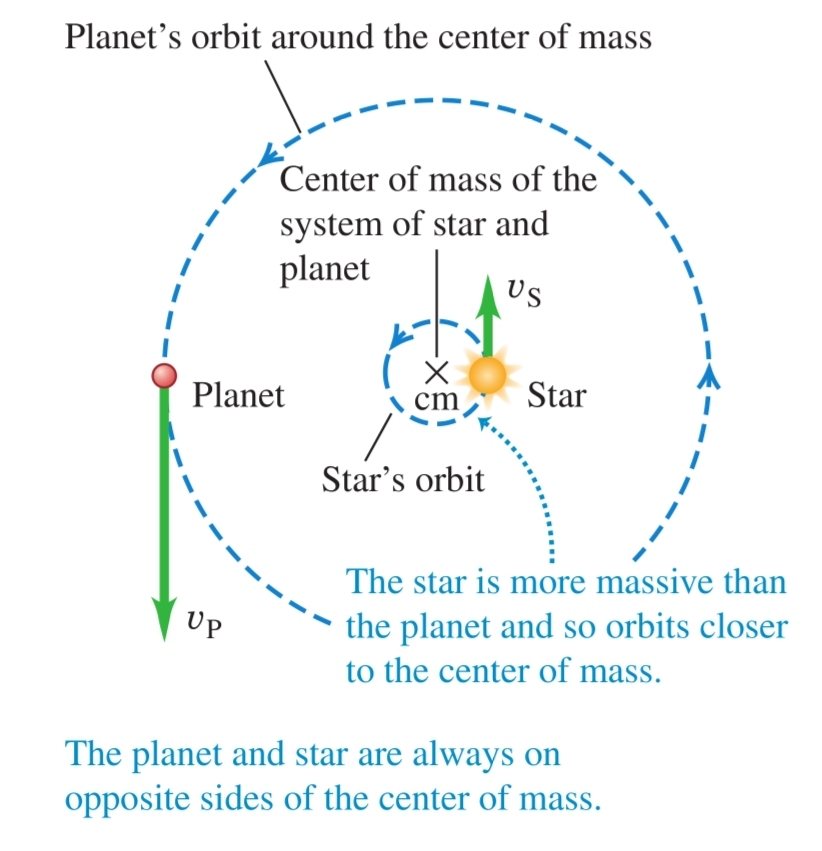 Planet's orbit around the center of mass
Center of mass of the
system of star and
planet
vS
×
cm
Planet
Star
Star's orbit
The star is more massive than
the planet and so orbits closer
to the center of mass.
vP
The planet and star are always on
opposite sides of the center of mass.